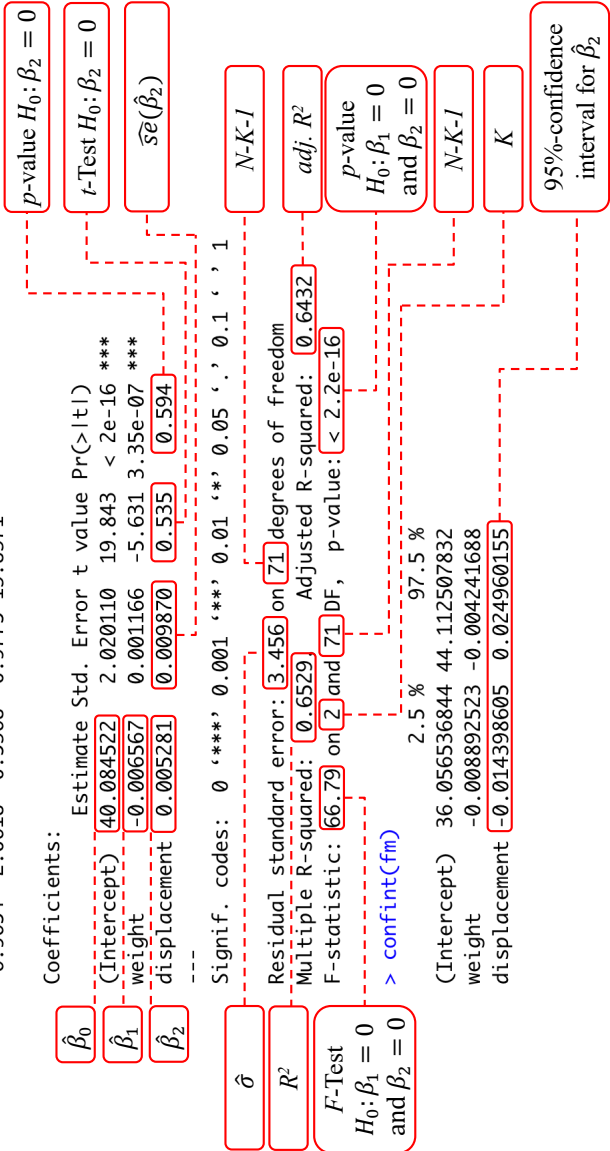 Coefficients:
Estimate Std. Error t value Pr(>|t|)
(Intercept) 40.084522 2.020110 19.843 < 2e-16 ***
weight -0.006567 0.001166 -5.631 3.35e-07 ***
displacement 0.005281 0.009870 0.535 0.594
---
Signif. codes: 0 ‘***’ 0.001 ‘**’ 0.01 ‘*’ 0.05 ‘.’ 0.1 ‘ ’ 1
Residual standard error: 3.456 on 71 degrees of freedom
Multiple R-squared: 0.6529, Adjusted R-squared: 0.6432
F-statistic: 66.79 on 2 and 71 DF, p-value: < 2.2e-16
> confint(fm)
2.5 % 97.5 %
(Intercept) 36.056536844 44.112507832
weight -0.008892523 -0.004241688
displacement -0.014398605 0.024960155
β̂₀
β̂₁
β̂₂
σ̂
R²
F-Test
H₀: β₁ = 0
and β₂ = 0
p-value H₀: β₂ = 0
t-Test H₀: β₂ = 0
s͡e(β̂₂)
N-K-1
adj. R²
p-value
H₀: β₁ = 0
and β₂ = 0
N-K-1
K
95%-confidence
interval for β̂₂